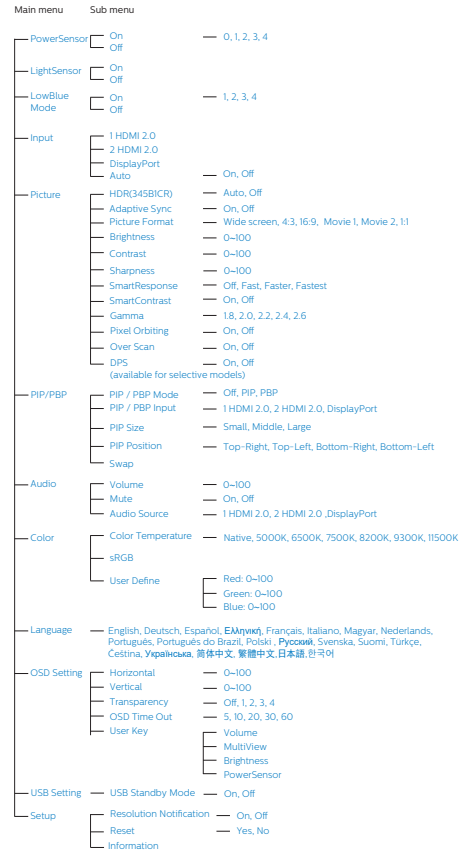 Main menu Sub menu
PowerSensor On 0, 1, 2, 3, 4
Off
LightSensor On
Off
LowBlue Mode On 1, 2, 3, 4
Off
Input 1 HDMI 2.0
2 HDMI 2.0
DisplayPort
Auto On, Off
Picture HDR(345B1CR) Auto, Off
Adaptive Sync On, Off
Picture Format Wide screen, 4:3, 16:9, Movie 1, Movie 2, 1:1
Brightness 0~100
Contrast 0~100
Sharpness 0~100
SmartResponse Off, Fast, Faster, Fastest
SmartContrast On, Off
Gamma 1.8, 2.0, 2.2, 2.4, 2.6
Pixel Orbiting On, Off
Over Scan On, Off
DPS On, Off
(available for selective models)
PIP/PBP PIP / PBP Mode Off, PIP, PBP
PIP / PBP Input 1 HDMI 2.0, 2 HDMI 2.0, DisplayPort
PIP Size Small, Middle, Large
PIP Position Top-Right, Top-Left, Bottom-Right, Bottom-Left
Swap
Audio Volume 0~100
Mute On, Off
Audio Source 1 HDMI 2.0, 2 HDMI 2.0 ,DisplayPort
Color Color Temperature Native, 5000K, 6500K, 7500K, 8200K, 9300K, 11500K
sRGB
User Define Red: 0~100
Green: 0~100
Blue: 0~100
Language English, Deutsch, Español, Ελληνική, Français, Italiano, Magyar, Nederlands,
Português, Português do Brazil, Polski , Русский, Svenska, Suomi, Türkçe,
Čeština, Українська, 简体中文, 繁體中文,日本語,한국어
OSD Setting Horizontal 0~100
Vertical 0~100
Transparency Off, 1, 2, 3, 4
OSD Time Out 5, 10, 20, 30, 60
User Key Volume
MultiView
Brightness
PowerSensor
USB Setting USB Standby Mode On, Off
Setup Resolution Notification On, Off
Reset Yes, No
Information